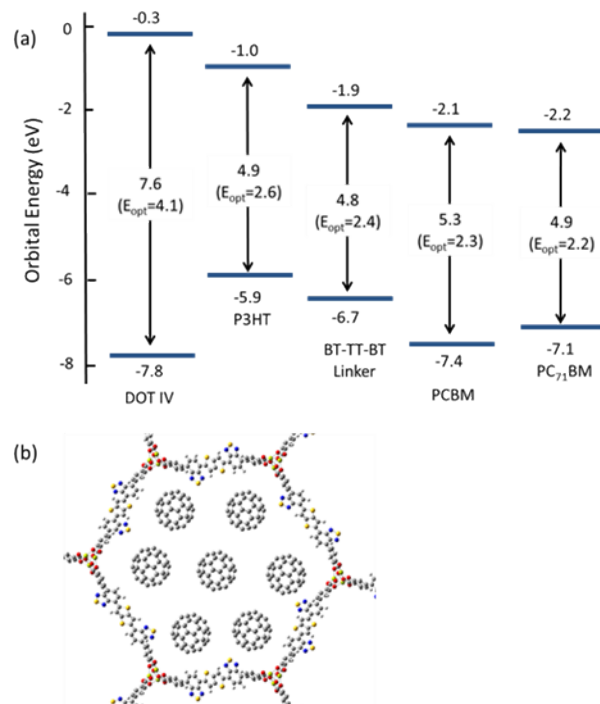 (a)
Orbital Energy (eV)
0
-2
-4
-6
-8
-0.3
7.6
(Eopt=4.1)
-7.8
DOT IV
-1.0
4.9
(Eopt=2.6)
-5.9
P3HT
-1.9
4.8
(Eopt=2.4)
-6.7
BT-TT-BT
Linker
-2.1
5.3
(Eopt=2.3)
-7.4
PCBM
-2.2
4.9
(Eopt=2.2)
-7.1
PC71BM
(b)